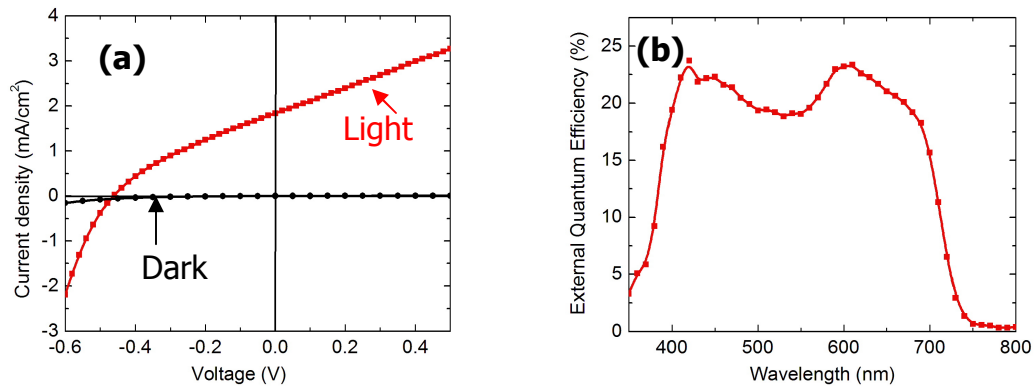 (a)
4
3
2
1
0
-1
-2
-3
Current density (mA/cm2)
Light
Dark
-0.6 -0.4 -0.2 0.0 0.2 0.4
Voltage (V)
(b)
25
20
15
10
5
0
External Quantum Efficiency (%)
400 500 600 700 800
Wavelength (nm)